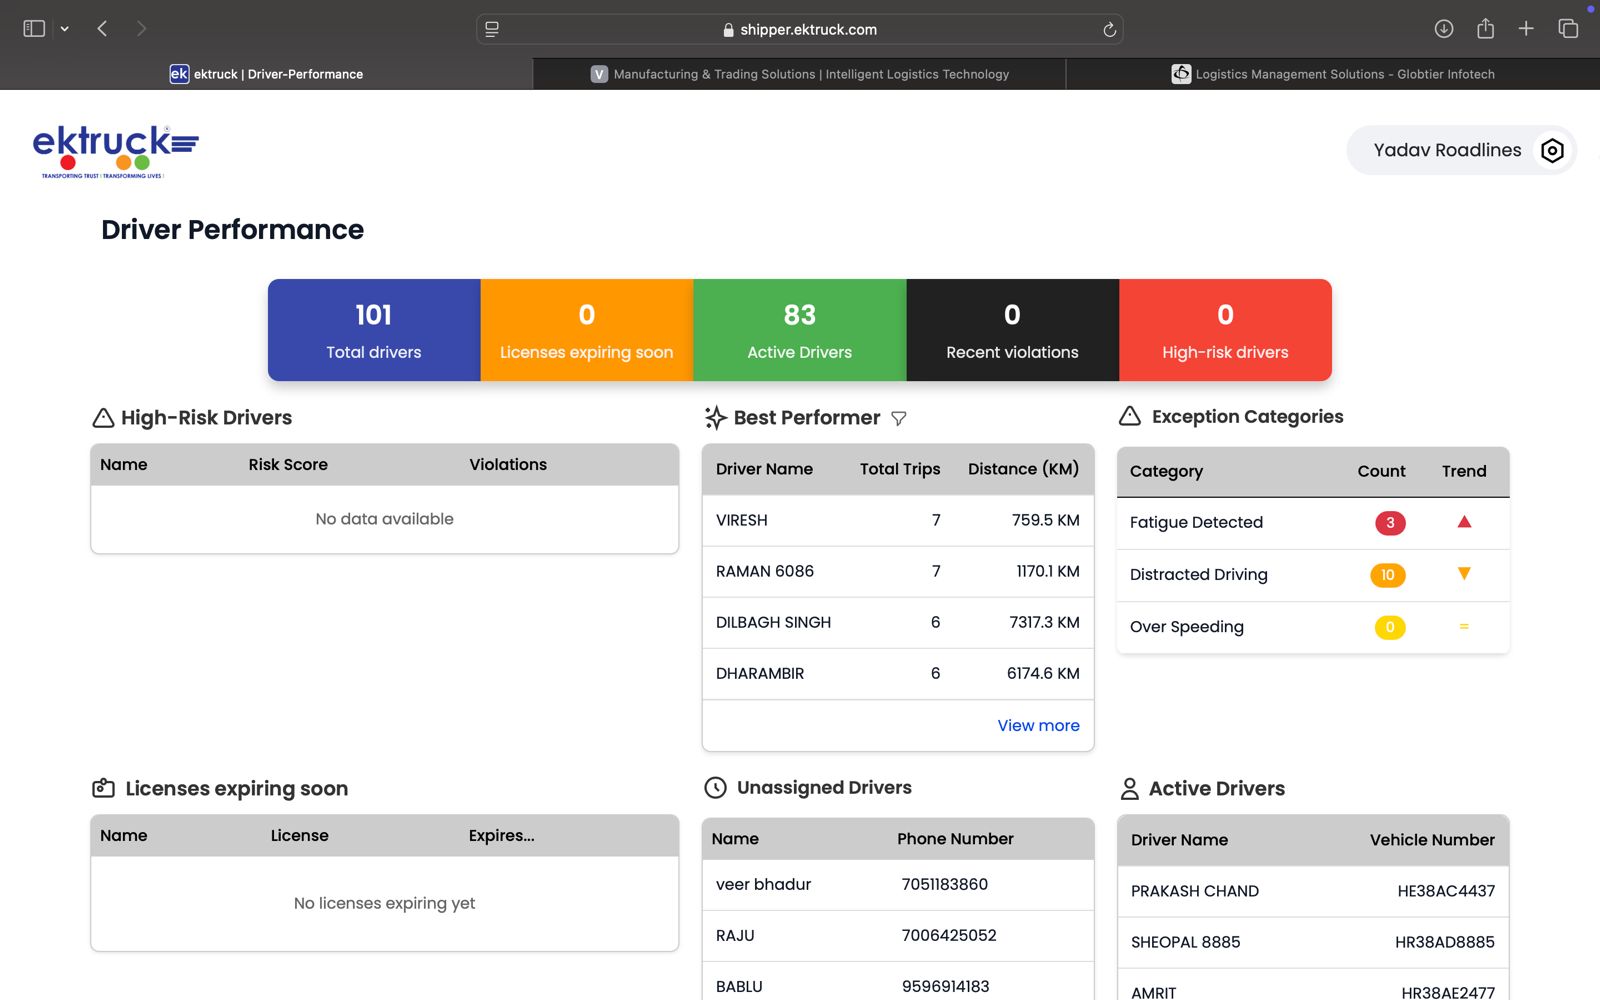 shipper.ektruck.com
ek ektruck | Driver-Performance
V Manufacturing & Trading Solutions | Intelligent Logistics Technology
Logistics Management Solutions - Globtier Infotech
ektruck
TRANSPORTING TRUST | TRANSFORMING LIVES |
Yadav Roadlines
Driver Performance
101
Total drivers
0
Licenses expiring soon
83
Active Drivers
0
Recent violations
0
High-risk drivers
High-Risk Drivers
Name Risk Score Violations
No data available
Best Performer
Driver Name Total Trips Distance (KM)
VIRESH 7 759.5 KM
RAMAN 6086 7 1170.1 KM
DILBAGH SINGH 6 7317.3 KM
DHARAMBIR 6 6174.6 KM
View more
Exception Categories
Category Count Trend
Fatigue Detected 3 ▲
Distracted Driving 10 ▼
Over Speeding 0 =
Licenses expiring soon
Name License Expires...
No licenses expiring yet
Unassigned Drivers
Name Phone Number
veer bhadur 7051183860
RAJU 7006425052
BABLU 9596914183
Active Drivers
Driver Name Vehicle Number
PRAKASH CHAND HE38AC4437
SHEOPAL 8885 HR38AD8885
AMRIT HR38AE2477